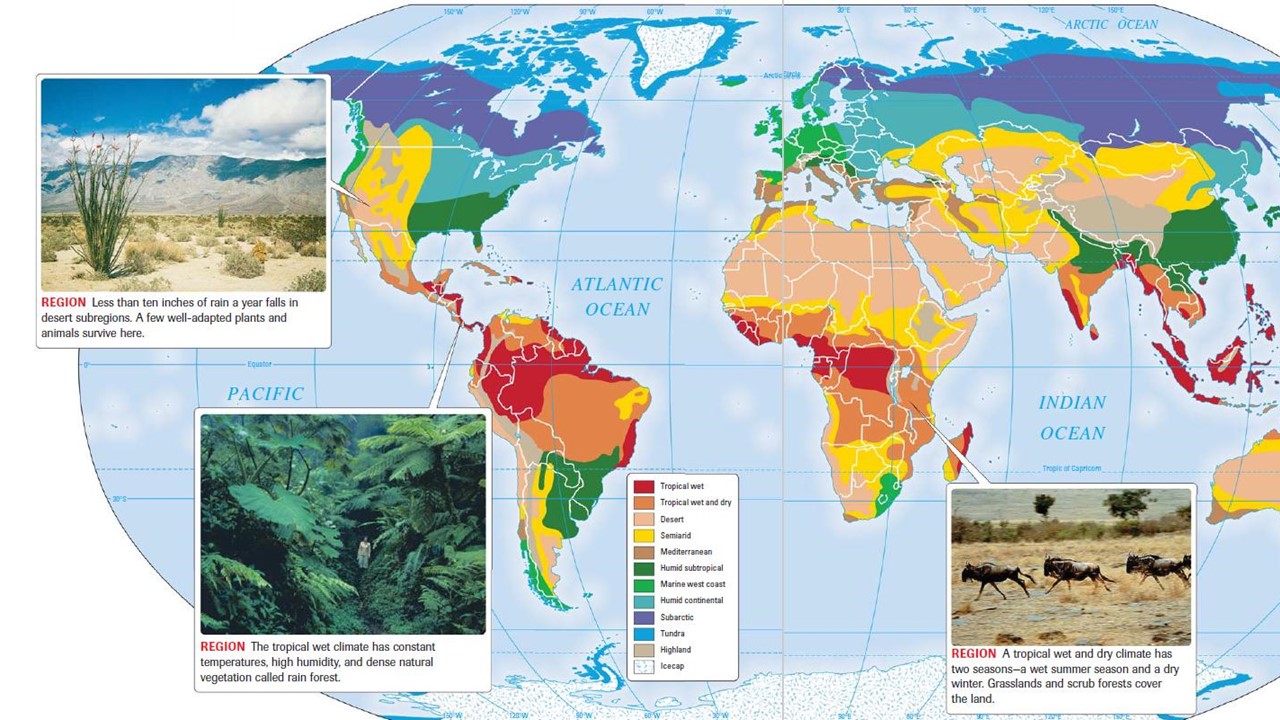 150°W 120°W 90°W 60°W 30°W 30°E 60°E 90°E 120°E 150°E
ARCTIC OCEAN
Arctic Circle
REGION Less than ten inches of rain a year falls in
desert subregions. A few well-adapted plants and
animals survive here.
ATLANTIC
OCEAN
0°
Equator
PACIFIC
INDIAN
OCEAN
Tropic of Capricorn
30°S
REGION The tropical wet climate has constant
temperatures, high humidity, and dense natural
vegetation called rain forest.
Tropical wet
Tropical wet and dry
Desert
Semiarid
Mediterranean
Humid subtropical
Marine west coast
Humid continental
Subarctic
Tundra
Highland
Icecap
REGION A tropical wet and dry climate has
two seasons—a wet summer season and a dry
winter. Grasslands and scrub forests cover
the land.
150°W 120°W 90°W 60°W 30°W 30°E 60°E 90°E 120°E 150°E